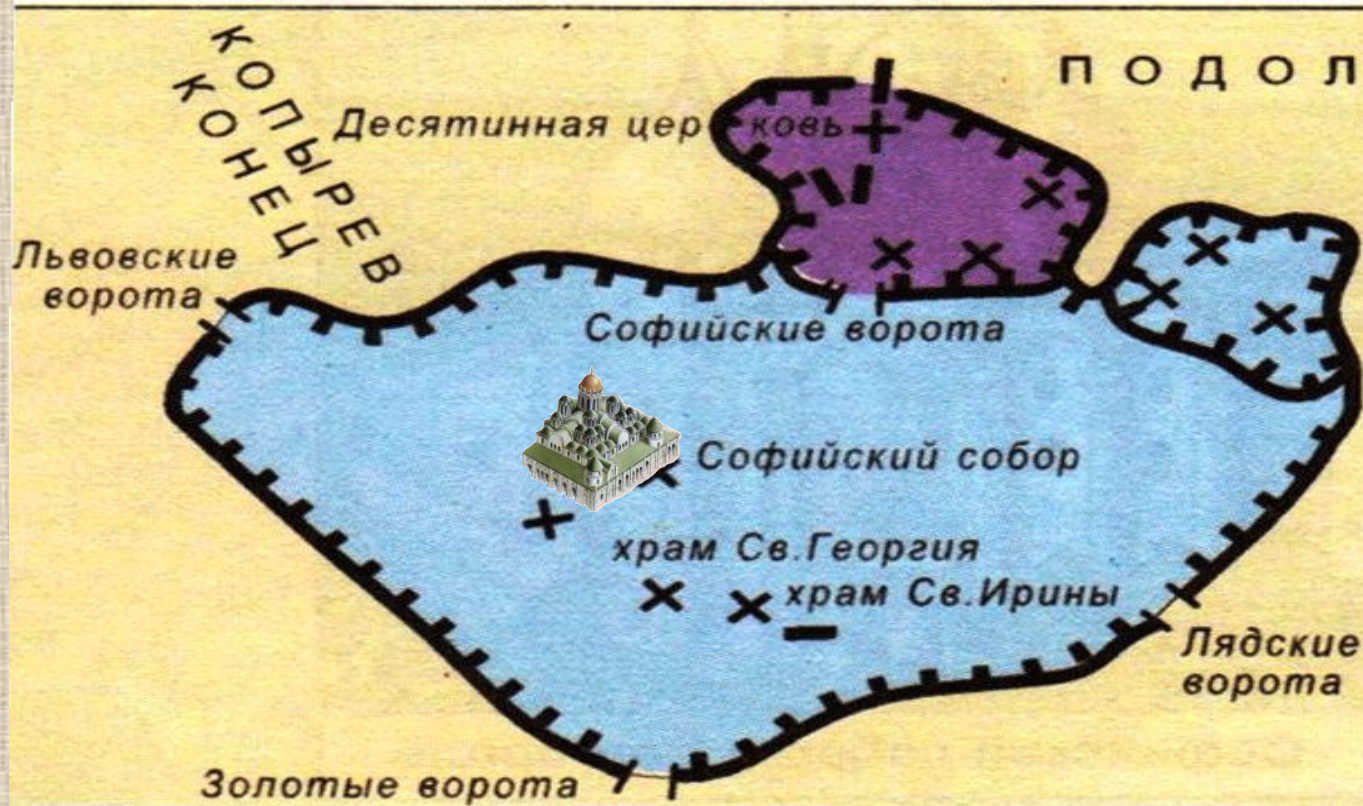 КОПЫРЕВ
КОНЕЦ
ПОДОЛ
Десятинная церковь
Львовские
ворота
Софийские ворота
Софийский собор
храм Св.Георгия
храм Св.Ирины
Лядские
ворота
Золотые ворота